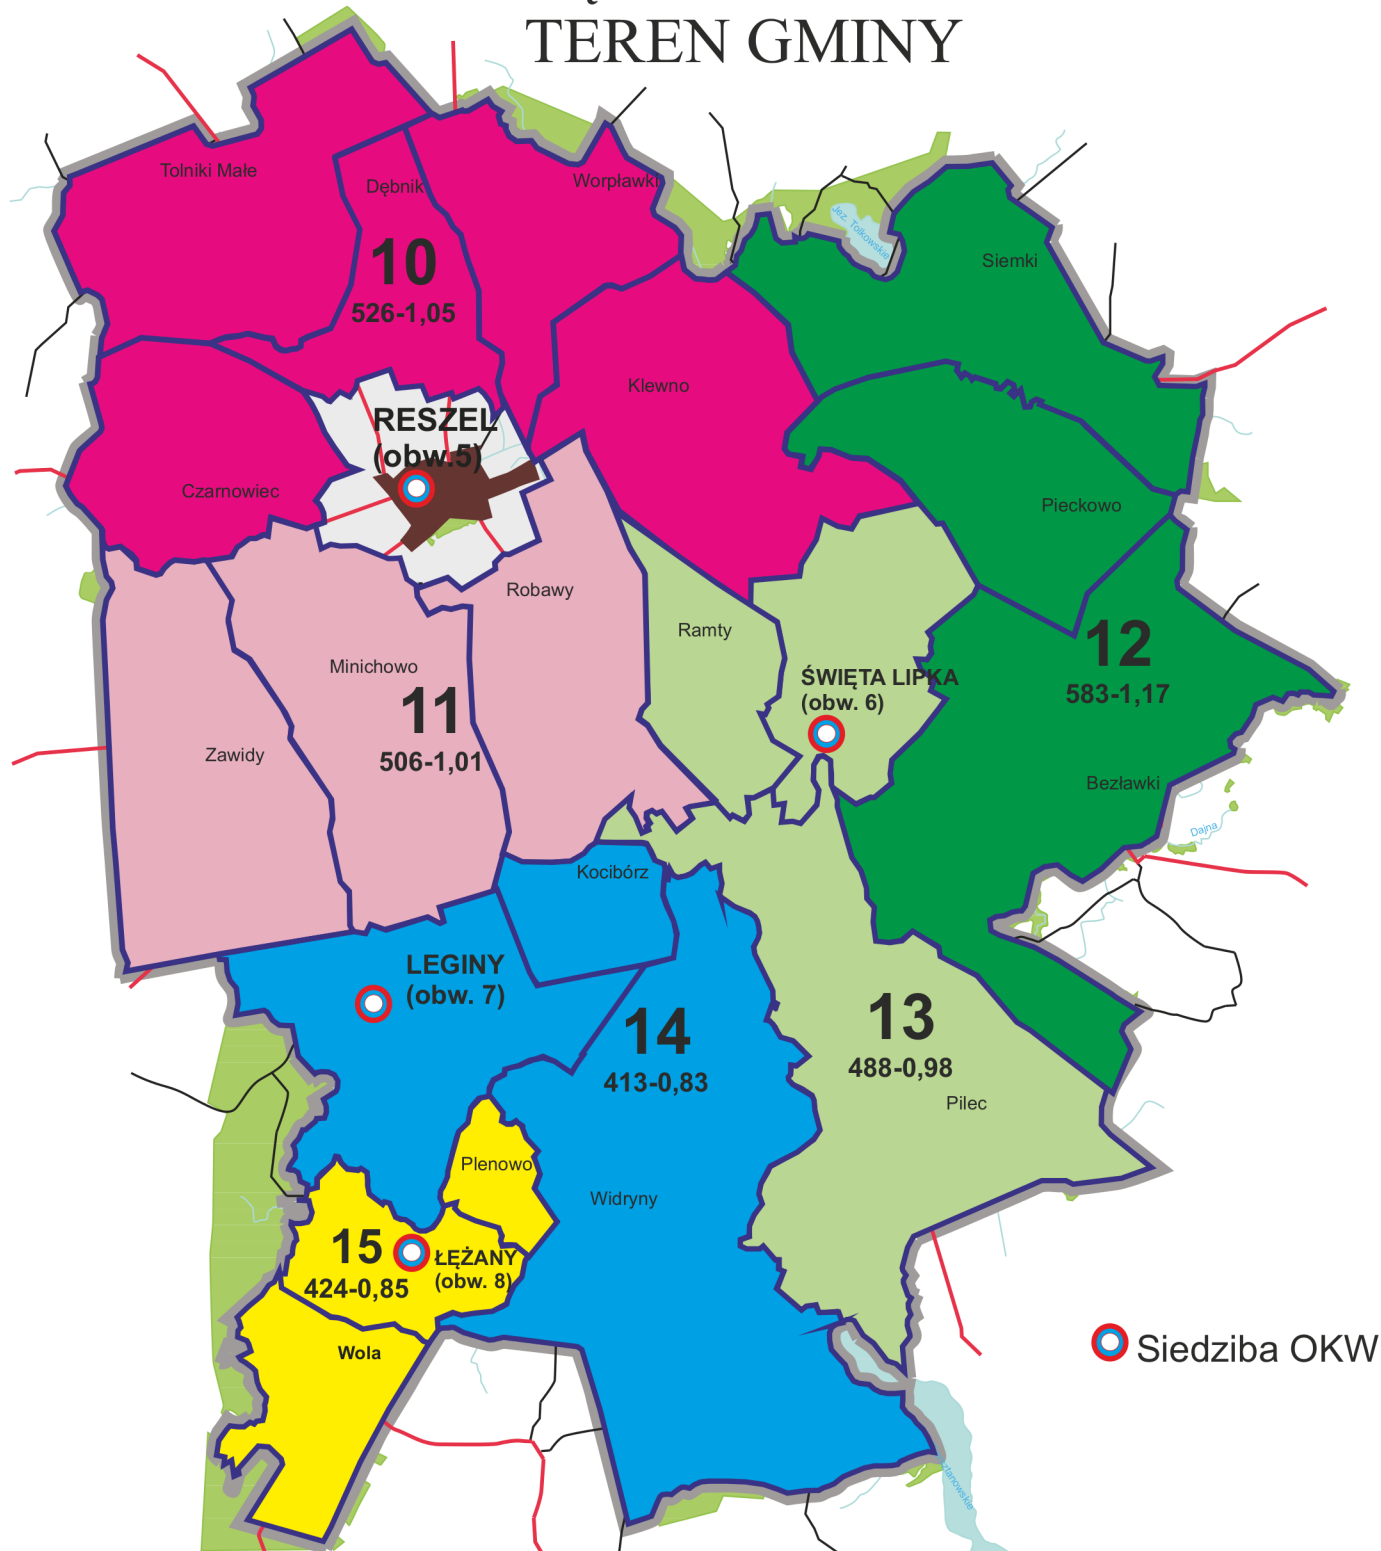 TEREN GMINY
Tolniki Małe
Dębnik
Worpławki
Jez. Tolkowskie
Siemki
10
526-1,05
Klewno
RESZEL
(obw.5)
Czarnowiec
Pieckowo
Robawy
Ramty
12
583-1,17
Minichowo
ŚWIĘTA LIPKA
(obw. 6)
11
506-1,01
Zawidy
Bezławki
Dajna
Kocibórz
LEGINY
(obw. 7)
14
413-0,83
13
488-0,98
Pilec
Plenowo
Widryny
15
424-0,85
ŁĘŻANY
(obw. 8)
Wola
Siedziba OKW